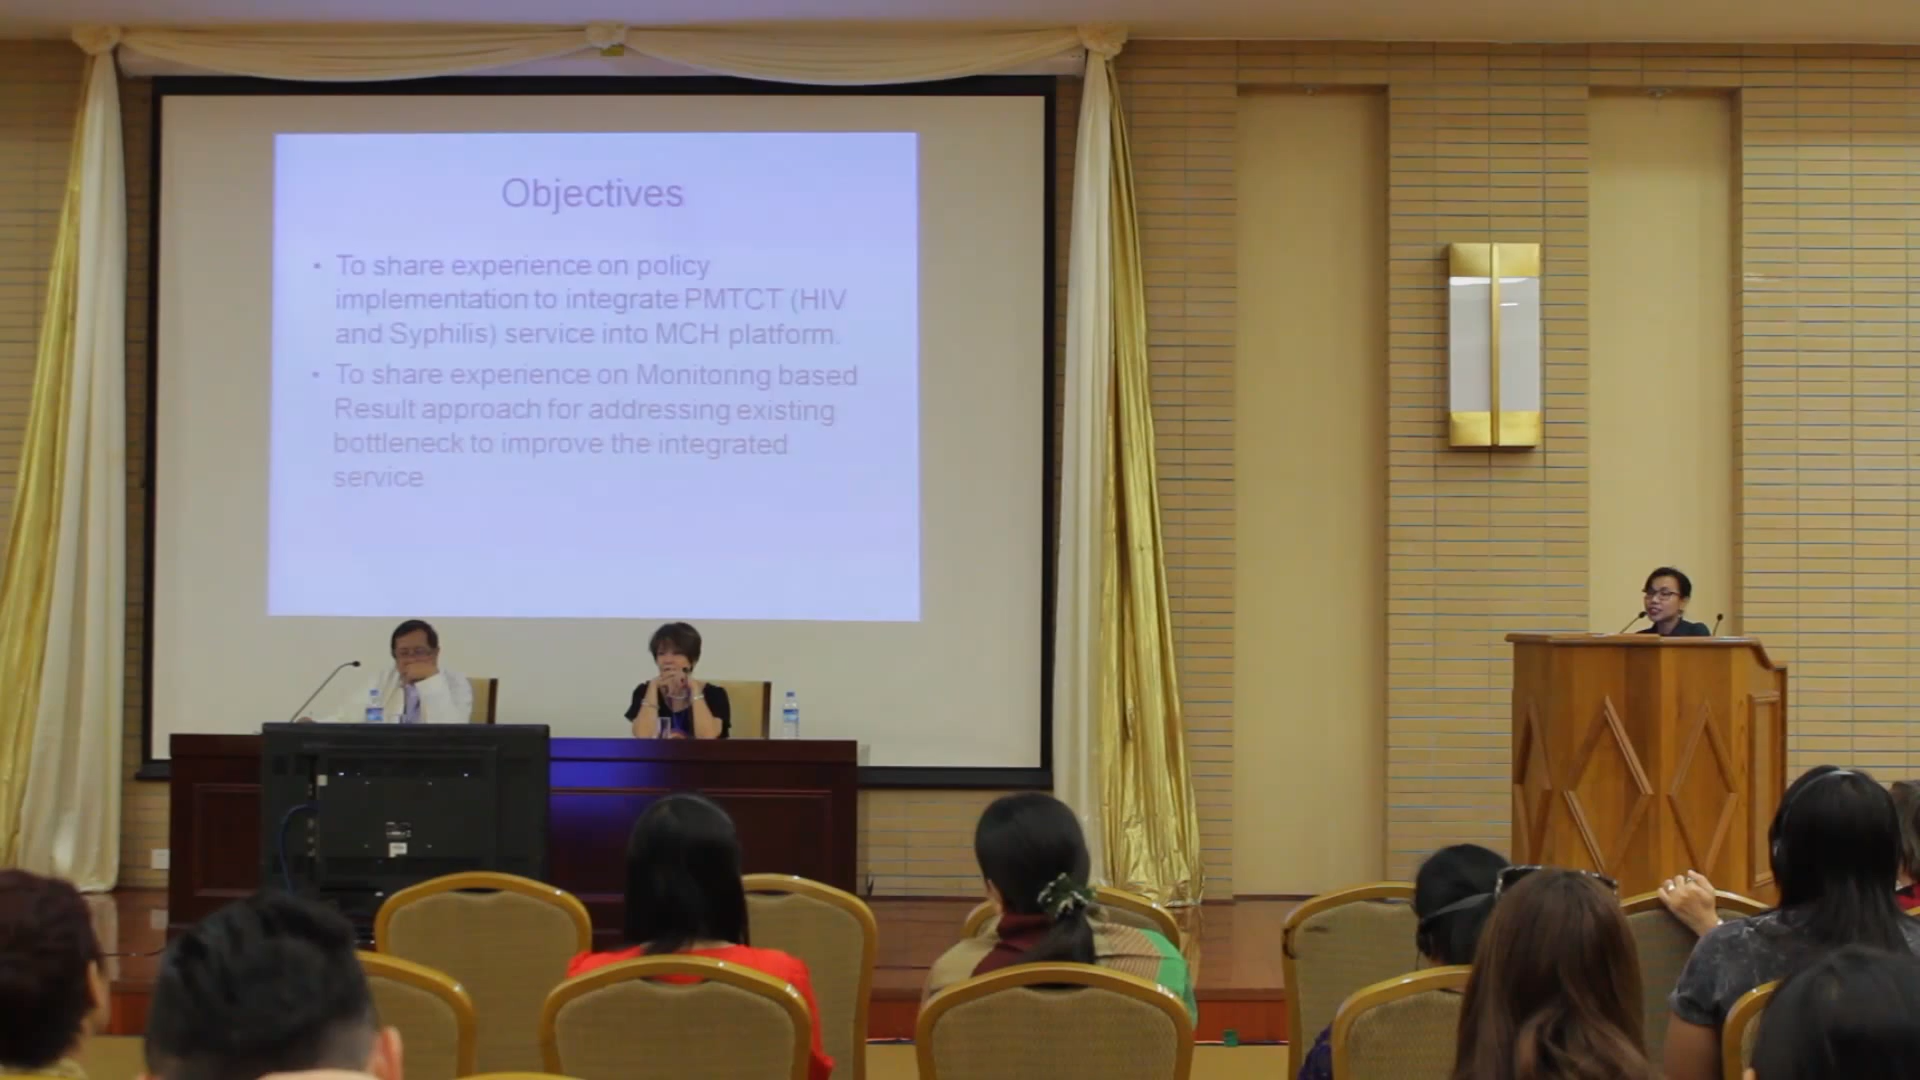 Objectives
• To share experience on policy
implementation to integrate PMTCT (HIV
and Syphilis) service into MCH platform.
• To share experience on Monitoring based
Result approach for addressing existing
bottleneck to improve the integrated
service